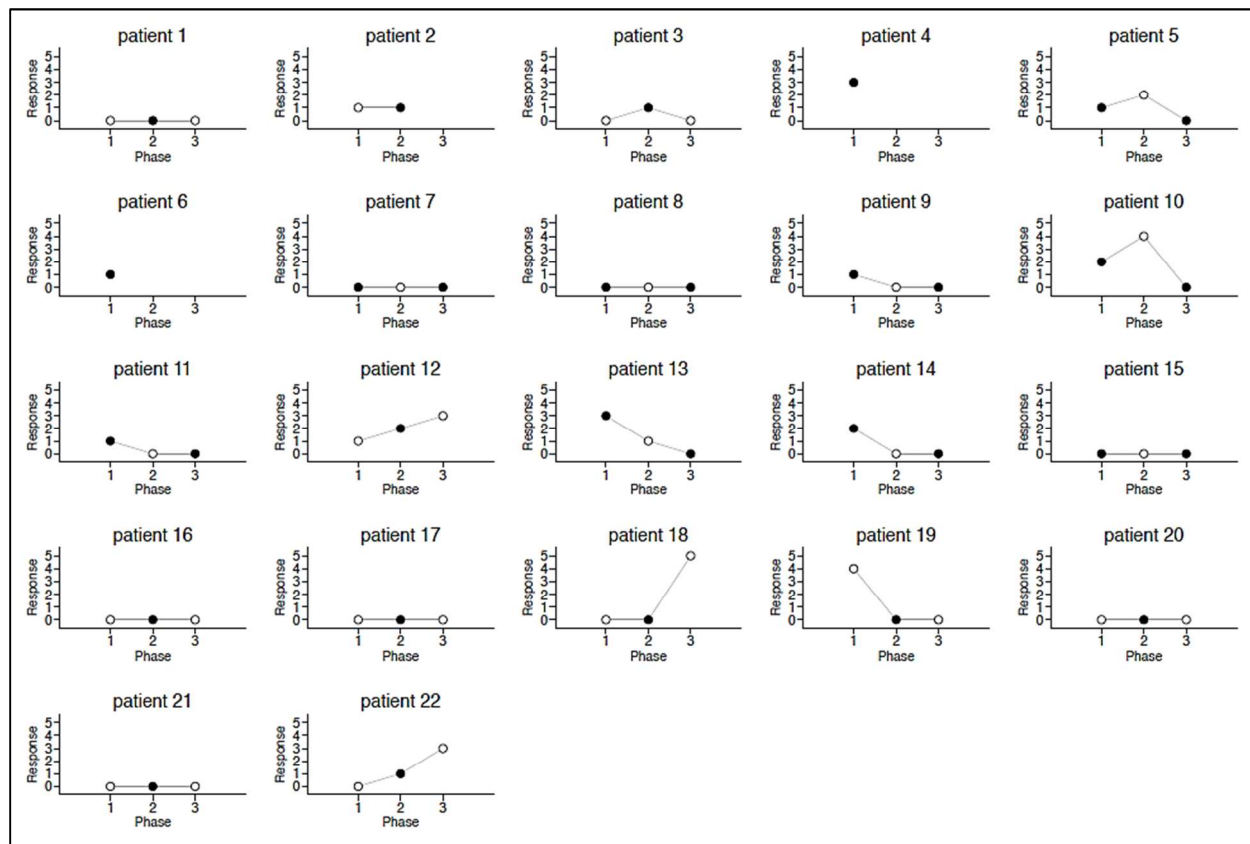 patient 1
patient 2
patient 3
patient 4
patient 5
Response
5
4
3
2
1
0
1 2 3
Phase
Response
5
4
3
2
1
0
1 2 3
Phase
Response
5
4
3
2
1
0
1 2 3
Phase
Response
5
4
3
2
1
0
1 2 3
Phase
Response
5
4
3
2
1
0
1 2 3
Phase
patient 6
patient 7
patient 8
patient 9
patient 10
Response
5
4
3
2
1
0
1 2 3
Phase
Response
5
4
3
2
1
0
1 2 3
Phase
Response
5
4
3
2
1
0
1 2 3
Phase
Response
5
4
3
2
1
0
1 2 3
Phase
Response
5
4
3
2
1
0
1 2 3
Phase
patient 11
patient 12
patient 13
patient 14
patient 15
Response
5
4
3
2
1
0
1 2 3
Phase
Response
5
4
3
2
1
0
1 2 3
Phase
Response
5
4
3
2
1
0
1 2 3
Phase
Response
5
4
3
2
1
0
1 2 3
Phase
Response
5
4
3
2
1
0
1 2 3
Phase
patient 16
patient 17
patient 18
patient 19
patient 20
Response
5
4
3
2
1
0
1 2 3
Phase
Response
5
4
3
2
1
0
1 2 3
Phase
Response
5
4
3
2
1
0
1 2 3
Phase
Response
5
4
3
2
1
0
1 2 3
Phase
Response
5
4
3
2
1
0
1 2 3
Phase
patient 21
patient 22
Response
5
4
3
2
1
0
1 2 3
Phase
Response
5
4
3
2
1
0
1 2 3
Phase